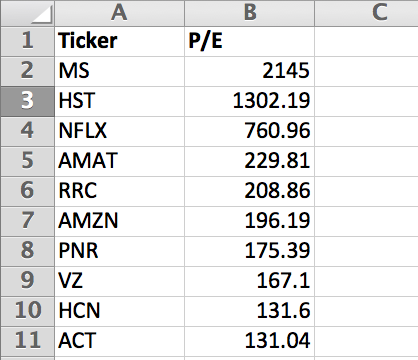 A B C
1 Ticker P/E
2 MS 2145
3 HST 1302.19
4 NFLX 760.96
5 AMAT 229.81
6 RRC 208.86
7 AMZN 196.19
8 PNR 175.39
9 VZ 167.1
10 HCN 131.6
11 ACT 131.04